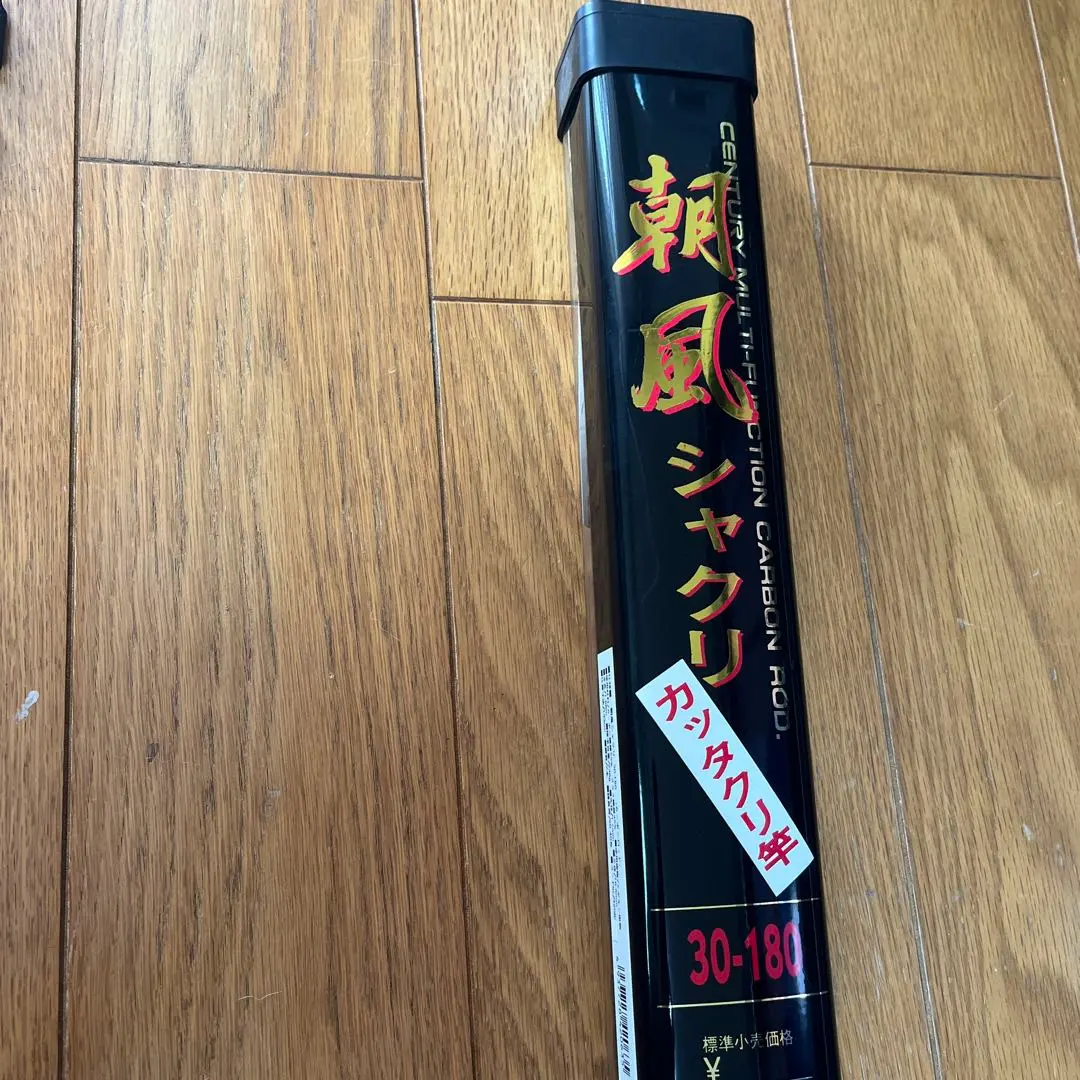 朝風
シャクリ
CENTURY MULTI-FUNCTION CARBON ROD.
カッタクリ竿
30-180
標準小売価格
¥